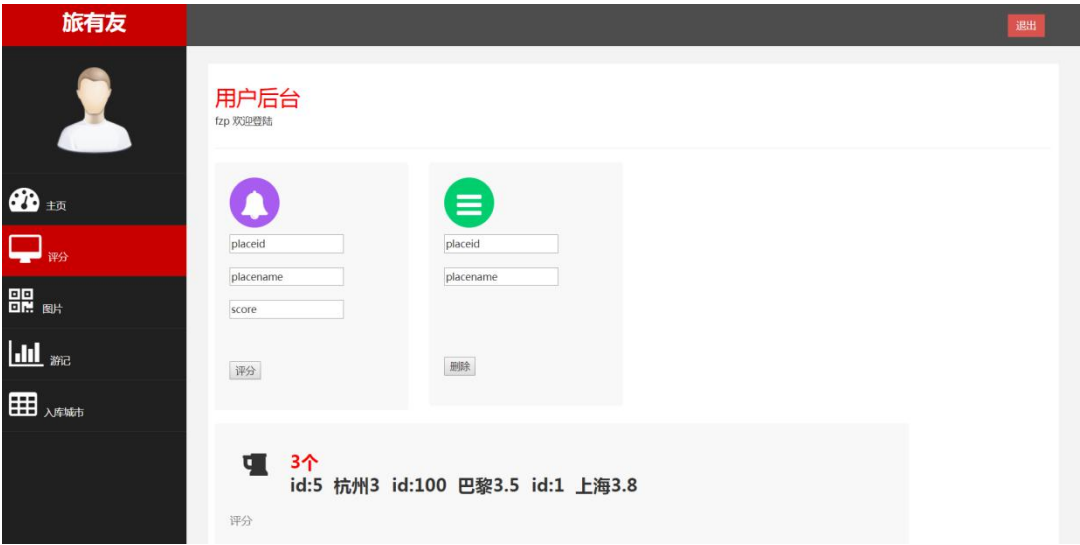 旅有友
退出
主页
评分
图片
游记
入库城市
用户后台
fzp 欢迎登陆
placeid
placename
score
评分
placeid
placename
删除
3个
id:5 杭州3 id:100 巴黎3.5 id:1 上海3.8
评分